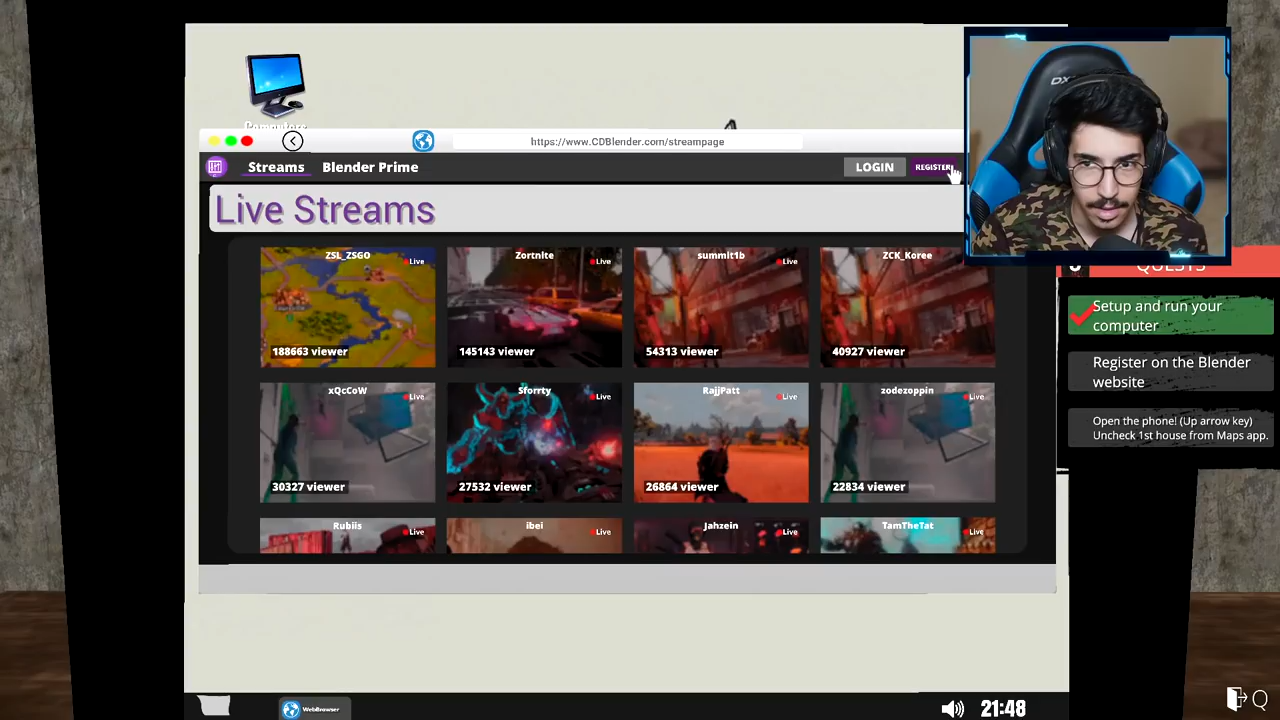 https://www.CDBlender.com/streampage
Streams Blender Prime LOGIN REGISTER
Live Streams
ZSL_ZSGO Live
188663 viewer
Zortnite Live
145143 viewer
summit1b Live
54313 viewer
ZCK_Koree Live
40927 viewer
xQcCoW Live
30327 viewer
Sforrty Live
27532 viewer
RajjPatt Live
26864 viewer
zodezoppin Live
22834 viewer
Rubiis Live
ibei Live
Jahzein Live
TamTheTat Live
QUESTS
Setup and run your
computer
Register on the Blender
website
Open the phone! (Up arrow key)
Uncheck 1st house from Maps app.
WebBrowser
21:48
Q